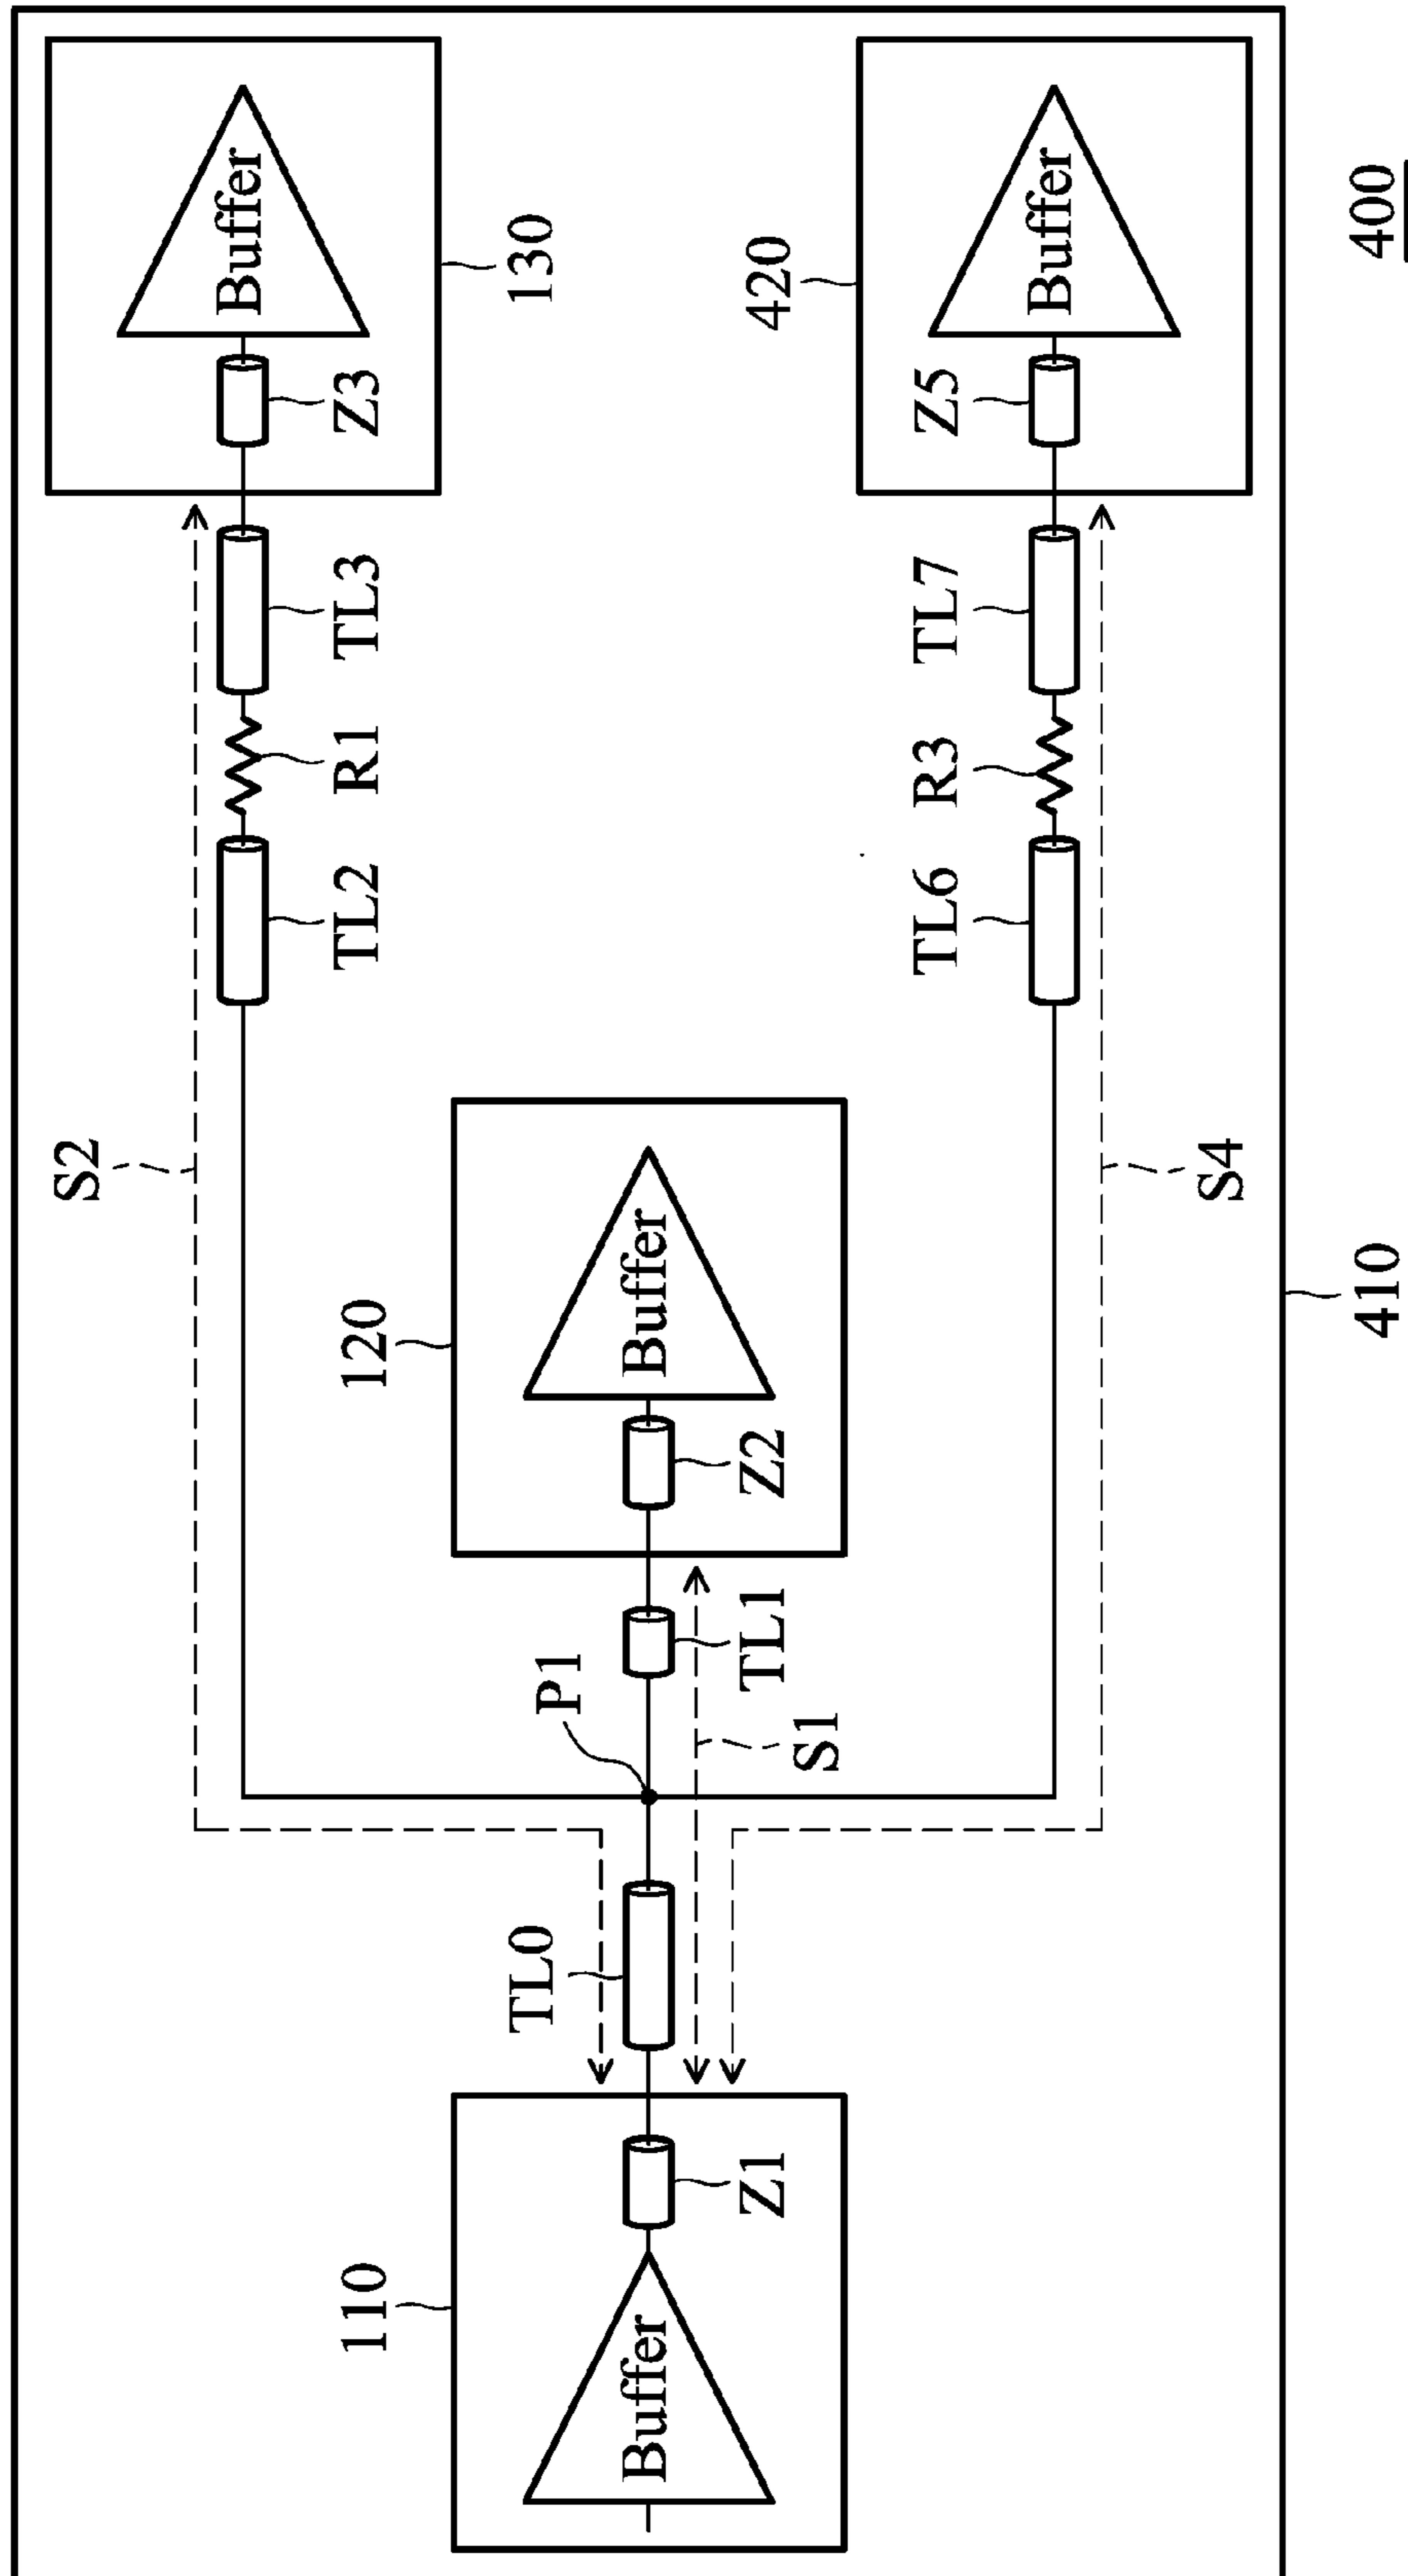 S2
TL2
R1
TL3
Z3
Buffer
130
110
Buffer
Z1
TL0
P1
TL1
S1
120
Z2
Buffer
TL6
R3
TL7
Z5
Buffer
420
S4
410
400